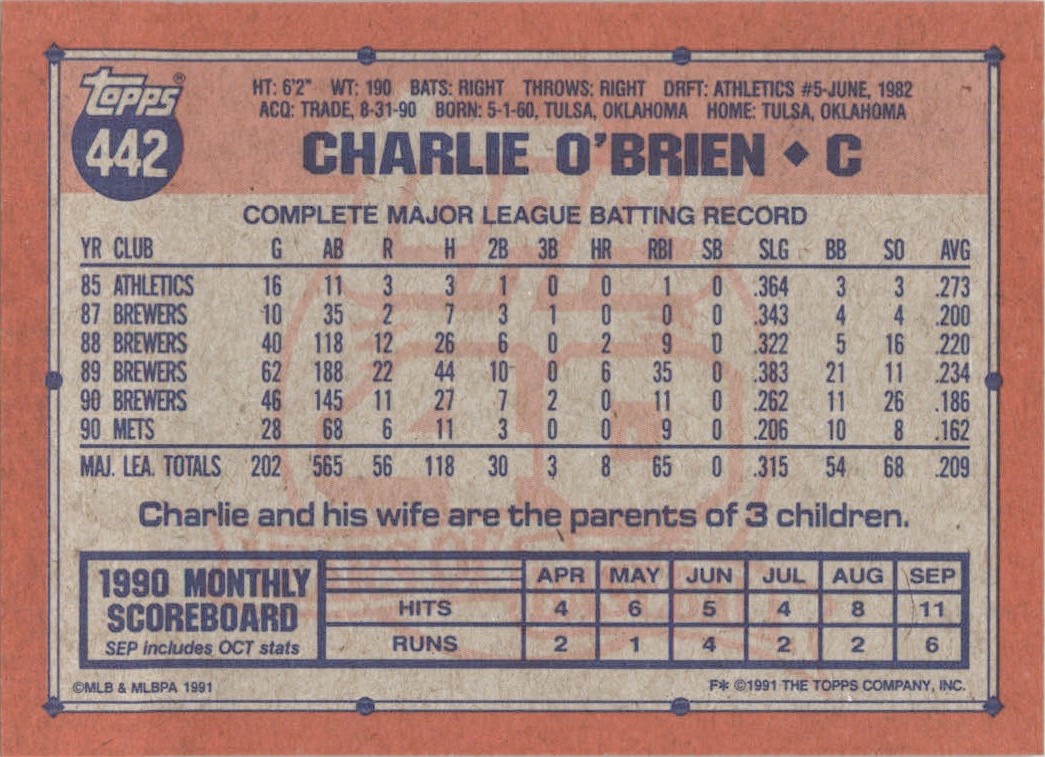 topps®
442
HT: 6'2" WT: 190 BATS: RIGHT THROWS: RIGHT DRFT: ATHLETICS #5-JUNE, 1982
ACQ: TRADE, 8-31-90 BORN: 5-1-60, TULSA, OKLAHOMA HOME: TULSA, OKLAHOMA
CHARLIE O'BRIEN ◆ C
COMPLETE MAJOR LEAGUE BATTING RECORD
YR CLUB G AB R H 2B 3B HR RBI SB SLG BB SO AVG
85 ATHLETICS 16 11 3 3 1 0 0 1 0 .364 3 3 .273
87 BREWERS 10 35 2 7 3 1 0 0 0 .343 4 4 .200
88 BREWERS 40 118 12 26 6 0 2 9 0 .322 5 16 .220
89 BREWERS 62 188 22 44 10 0 6 35 0 .383 21 11 .234
90 BREWERS 46 145 11 27 7 2 0 11 0 .262 11 26 .186
90 METS 28 68 6 11 3 0 0 9 0 .206 10 8 .162
MAJ. LEA. TOTALS 202 565 56 118 30 3 8 65 0 .315 54 68 .209
Charlie and his wife are the parents of 3 children.
1990 MONTHLY
SCOREBOARD
SEP includes OCT stats
APR MAY JUN JUL AUG SEP
HITS 4 6 5 4 8 11
RUNS 2 1 4 2 2 6
©MLB & MLBPA 1991
F* ©1991 THE TOPPS COMPANY, INC.